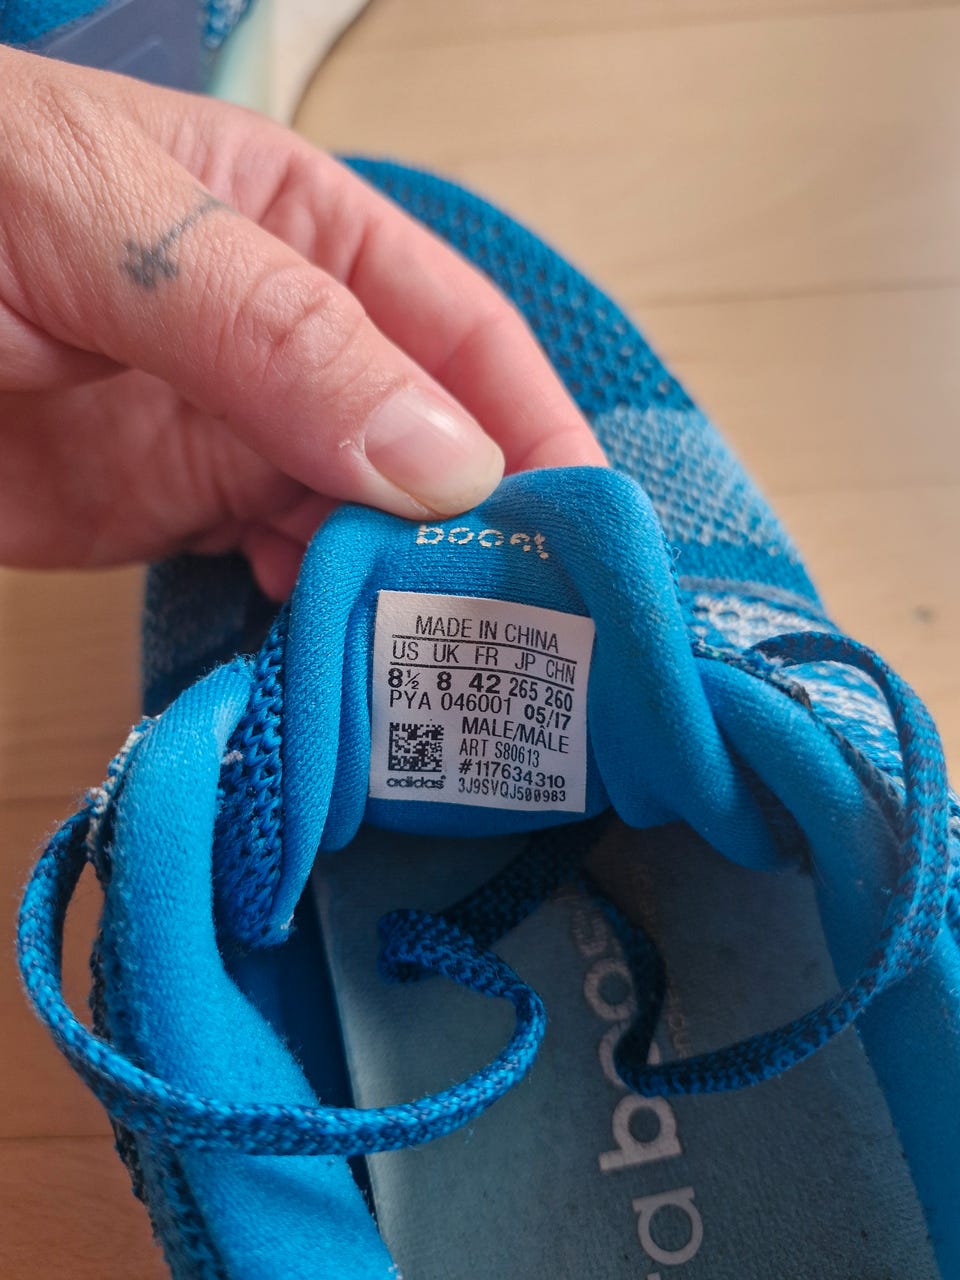 boost
MADE IN CHINA
US UK FR JP CHN
8½ 8 42 265 260
PYA 046001 05/17
MALE/MÂLE
ART S80613
#117634310
adidas
3J9SVQJ500983
boost